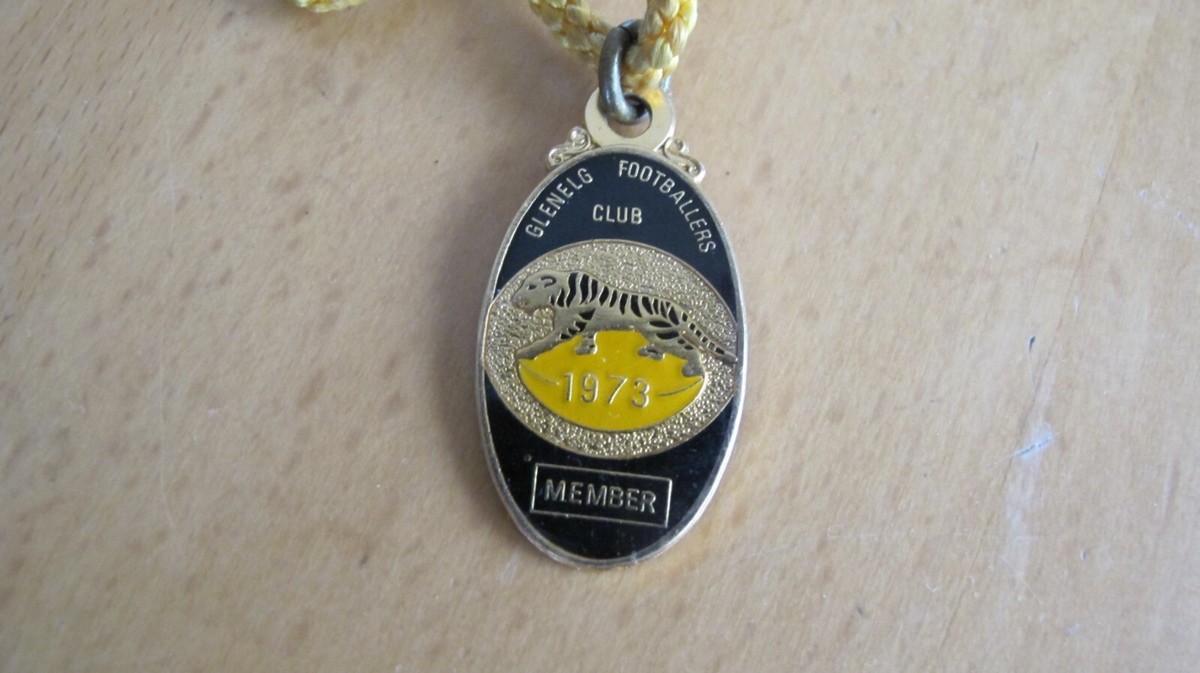 GLENELG FOOTBALLERS
CLUB
1973
MEMBER